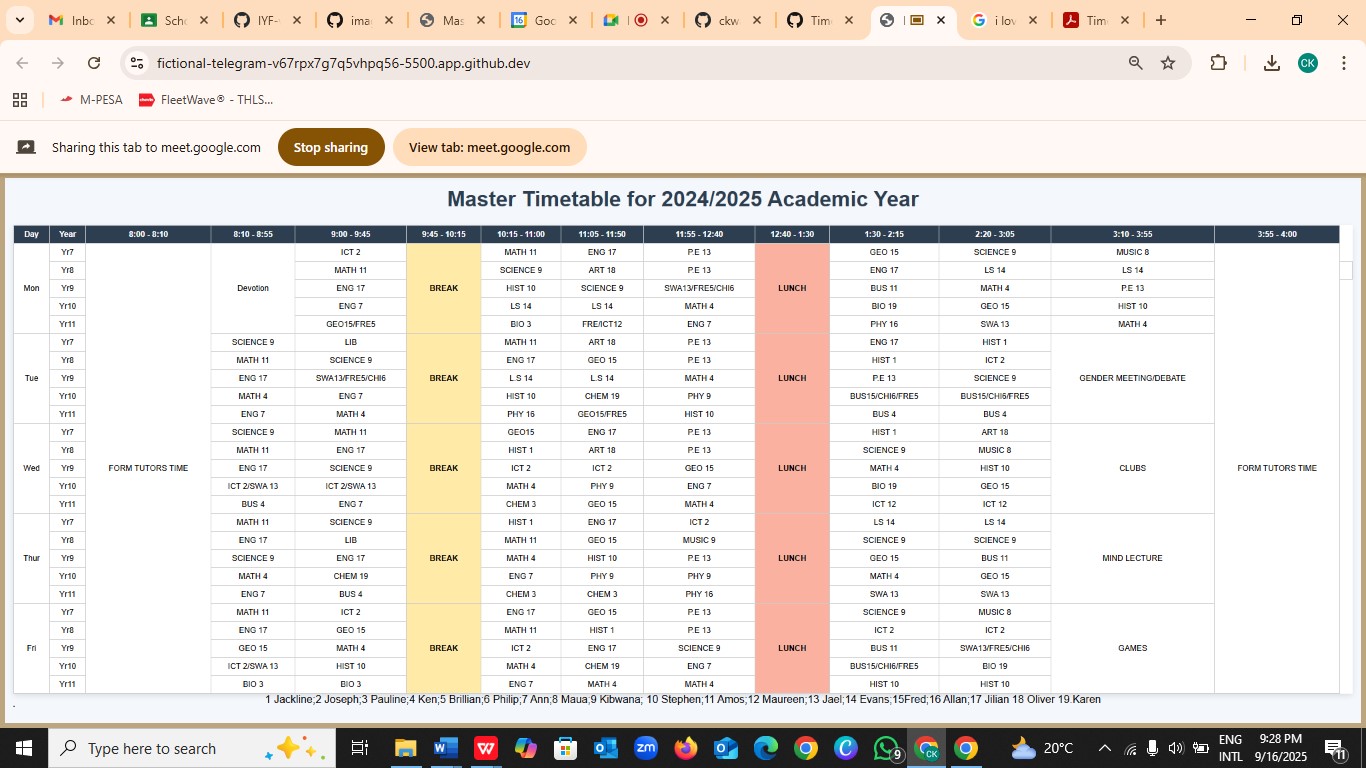 Inbc
Scho
IYF-
ima
Mas
16 Goo
ckw
Tim
i lov
Tim
fictional-telegram-v67rpx7g7q5vhpq56-5500.app.github.dev
CK
M-PESA FleetWave® - THLS...
Sharing this tab to meet.google.com Stop sharing View tab: meet.google.com
Master Timetable for 2024/2025 Academic Year
Day Year 8:00 - 8:10 8:10 - 8:55 9:00 - 9:45 9:45 - 10:15 10:15 - 11:00 11:05 - 11:50 11:55 - 12:40 12:40 - 1:30 1:30 - 2:15 2:20 - 3:05 3:10 - 3:55 3:55 - 4:00
Yr7 ICT 2 MATH 11 ENG 17 P.E 13 GEO 15 SCIENCE 9 MUSIC 8
Yr8 MATH 11 SCIENCE 9 ART 18 P.E 13 ENG 17 LS 14 LS 14
Mon Yr9 Devotion ENG 17 BREAK HIST 10 SCIENCE 9 SWA13/FRE5/CHI6 LUNCH BUS 11 MATH 4 P.E 13
Yr10 ENG 7 LS 14 LS 14 MATH 4 BIO 19 GEO 15 HIST 10
Yr11 GEO15/FRE5 BIO 3 FRE/ICT12 ENG 7 PHY 16 SWA 13 MATH 4
Yr7 SCIENCE 9 LIB MATH 11 ART 18 P.E 13 ENG 17 HIST 1
Yr8 MATH 11 SCIENCE 9 ENG 17 GEO 15 P.E 13 HIST 1 ICT 2
Tue Yr9 ENG 17 SWA13/FRE5/CHI6 BREAK L.S 14 L.S 14 MATH 4 LUNCH P.E 13 SCIENCE 9 GENDER MEETING/DEBATE
Yr10 MATH 4 ENG 7 HIST 10 CHEM 19 PHY 9 BUS15/CHI6/FRE5 BUS15/CHI6/FRE5
Yr11 ENG 7 MATH 4 PHY 16 GEO15/FRE5 HIST 10 BUS 4 BUS 4
Yr7 SCIENCE 9 MATH 11 GEO15 ENG 17 P.E 13 HIST 1 ART 18
Yr8 MATH 11 ENG 17 HIST 1 ART 18 P.E 13 SCIENCE 9 MUSIC 8
Wed Yr9 FORM TUTORS TIME ENG 17 SCIENCE 9 BREAK ICT 2 ICT 2 GEO 15 LUNCH MATH 4 HIST 10 CLUBS FORM TUTORS TIME
Yr10 ICT 2/SWA 13 ICT 2/SWA 13 MATH 4 PHY 9 ENG 7 BIO 19 GEO 15
Yr11 BUS 4 ENG 7 CHEM 3 GEO 15 MATH 4 ICT 12 ICT 12
Yr7 MATH 11 SCIENCE 9 HIST 1 ENG 17 ICT 2 LS 14 LS 14
Yr8 ENG 17 LIB MATH 11 GEO 15 MUSIC 9 SCIENCE 9 SCIENCE 9
Thur Yr9 SCIENCE 9 ENG 17 BREAK MATH 4 HIST 10 P.E 13 LUNCH GEO 15 BUS 11 MIND LECTURE
Yr10 MATH 4 CHEM 19 ENG 7 PHY 9 PHY 9 MATH 4 GEO 15
Yr11 ENG 7 BUS 4 CHEM 3 CHEM 3 PHY 16 SWA 13 SWA 13
Yr7 MATH 11 ICT 2 ENG 17 GEO 15 P.E 13 SCIENCE 9 MUSIC 8
Yr8 ENG 17 GEO 15 MATH 11 HIST 1 P.E 13 ICT 2 ICT 2
Fri Yr9 GEO 15 MATH 4 BREAK ICT 2 ENG 17 SCIENCE 9 LUNCH BUS 11 SWA13/FRE5/CHI6 GAMES
Yr10 ICT 2/SWA 13 HIST 10 MATH 4 CHEM 19 ENG 7 BUS15/CHI6/FRE5 BIO 19
Yr11 BIO 3 BIO 3 ENG 7 MATH 4 MATH 4 HIST 10 HIST 10
. 1 Jackline;2 Joseph;3 Pauline;4 Ken;5 Brillian;6 Philip;7 Ann;8 Maua;9 Kibwana; 10 Stephen;11 Amos;12 Maureen;13 Jael;14 Evans;15Fred;16 Allan;17 Jilian 18 Oliver 19.Karen
Type here to search
zm
9
CK
20°C
ENG
INTL
9:28 PM
9/16/2025
11